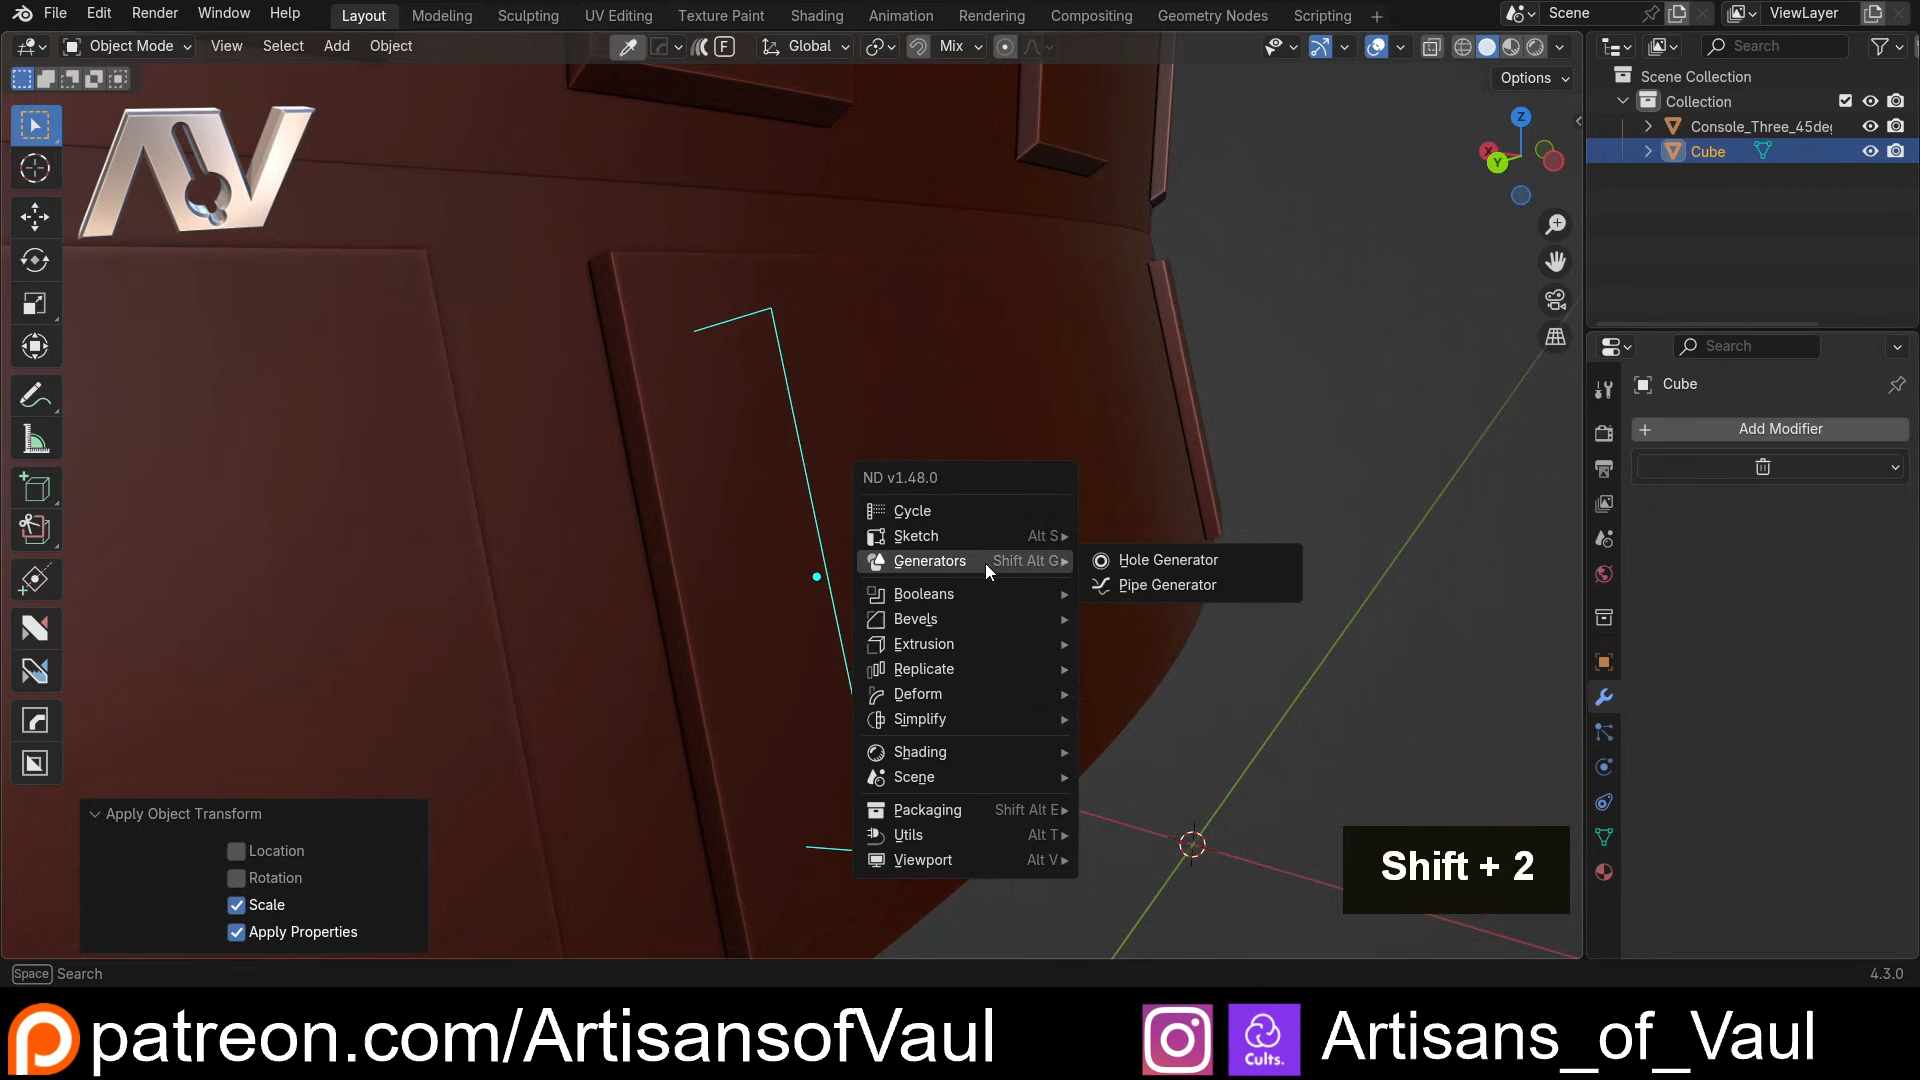 File Edit Render Window Help Layout Modeling Sculpting UV Editing Texture Paint Shading Animation Rendering Compositing Geometry Nodes Scripting + Scene ViewLayer
Object Mode View Select Add Object F Global Mix Search
Options
Scene Collection
Collection
Console_Three_45de
Cube
Z
X
Y
Search
Cube
Add Modifier
ND v1.48.0
Cycle
Sketch Alt S
Generators Shift Alt G
Hole Generator
Pipe Generator
Booleans
Bevels
Extrusion
Replicate
Deform
Simplify
Shading
Scene
Packaging Shift Alt E
Utils Alt T
Viewport Alt V
Apply Object Transform
Location
Rotation
Scale
Apply Properties
Shift + 2
Space Search
4.3.0
patreon.com/ArtisansofVaul
Cults.
Artisans_of_Vaul